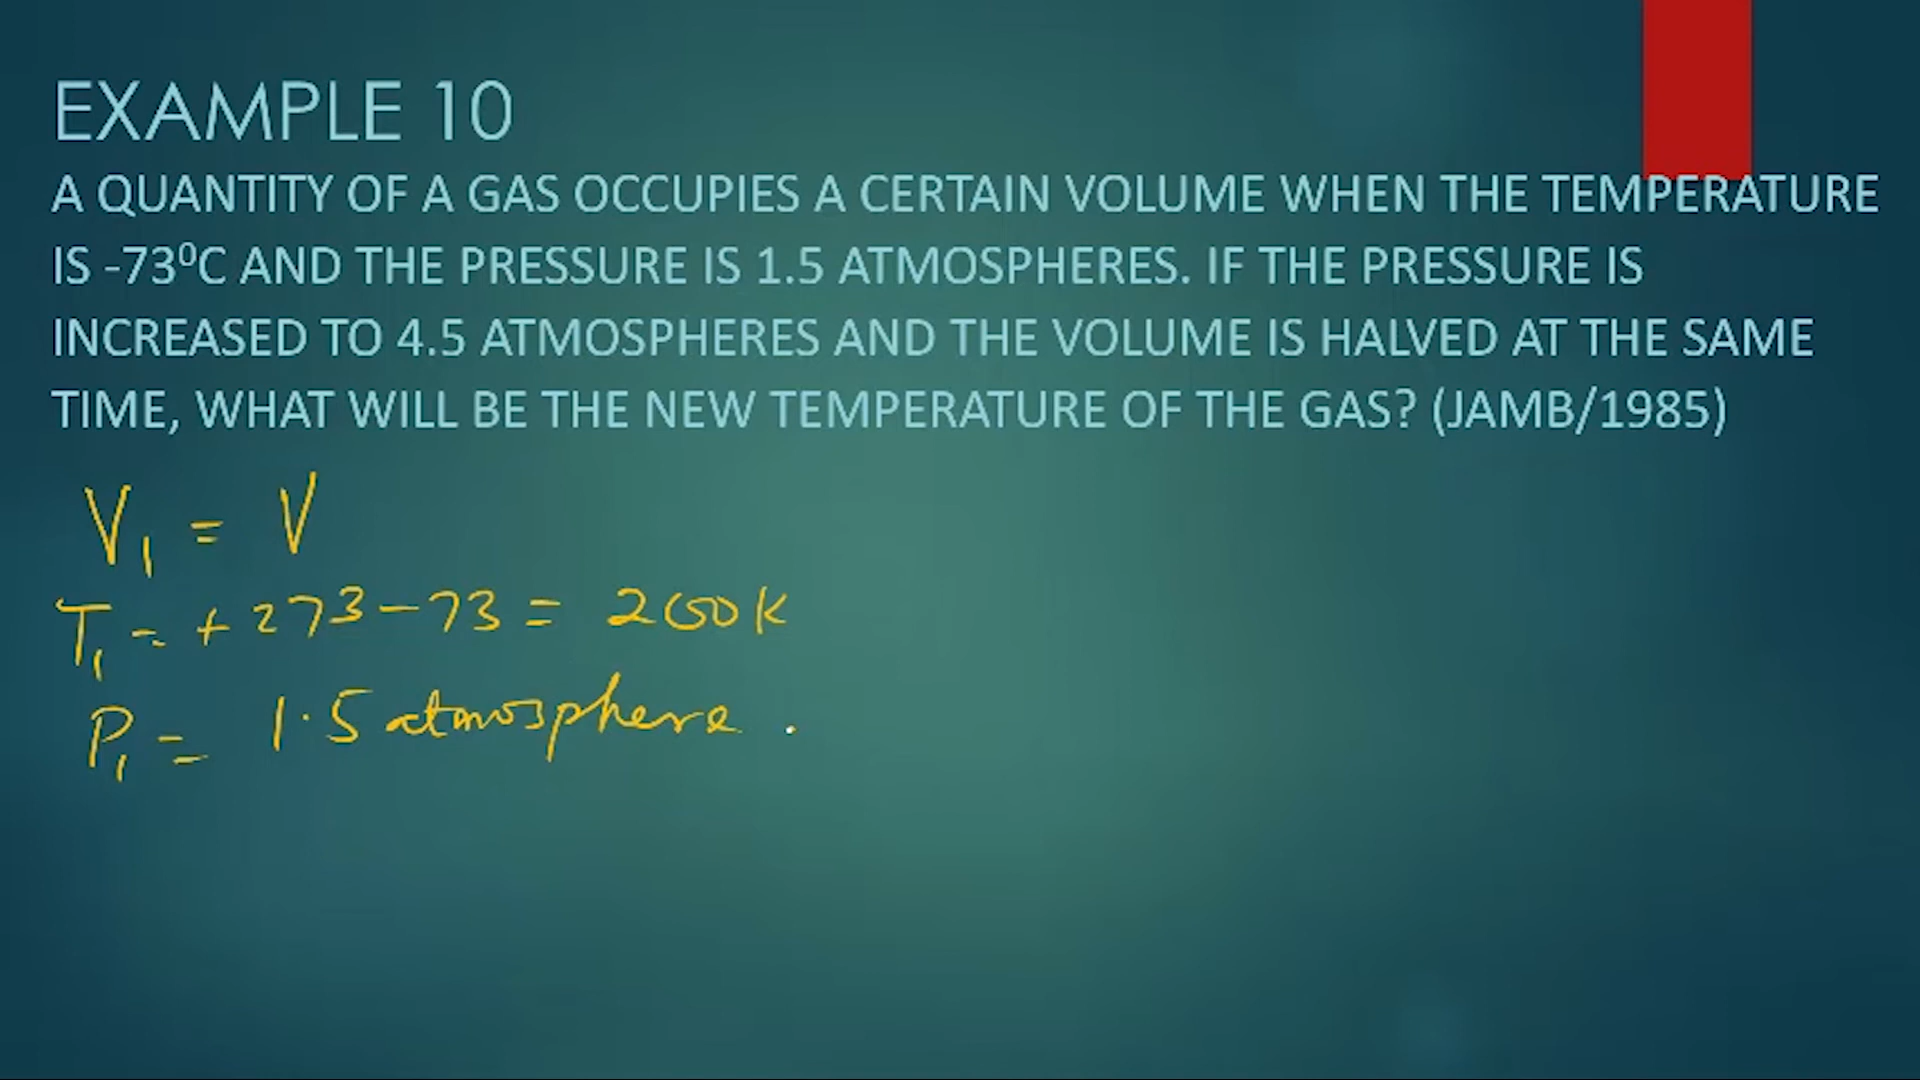 EXAMPLE 10
A QUANTITY OF A GAS OCCUPIES A CERTAIN VOLUME WHEN THE TEMPERATURE
IS -73⁰C AND THE PRESSURE IS 1.5 ATMOSPHERES. IF THE PRESSURE IS
INCREASED TO 4.5 ATMOSPHERES AND THE VOLUME IS HALVED AT THE SAME
TIME, WHAT WILL BE THE NEW TEMPERATURE OF THE GAS? (JAMB/1985)
V₁ = V
T₁ = +273-73 = 200K
P₁ = 1.5 atmosphere.